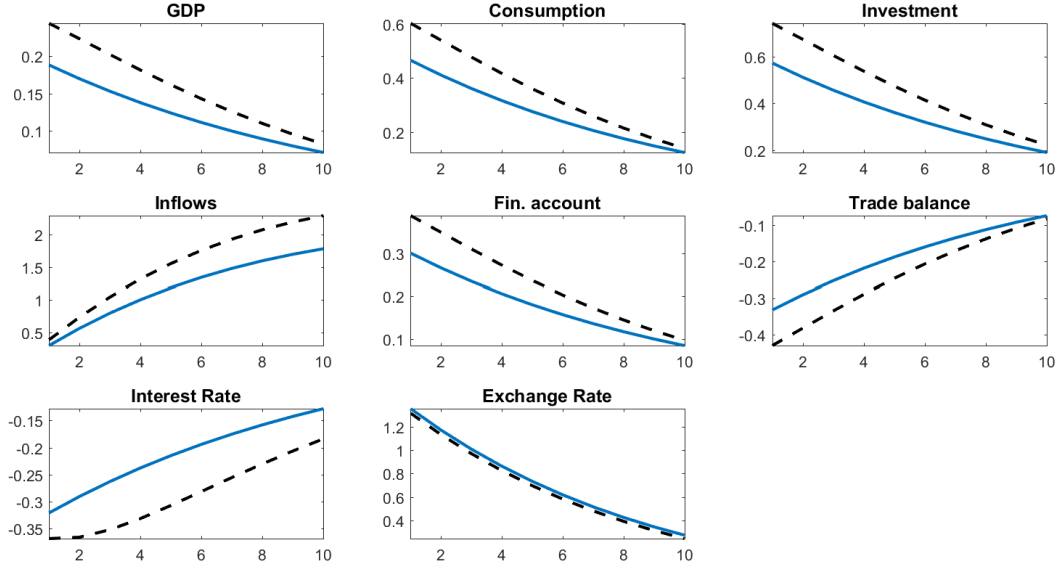 GDP
0.2
0.15
0.1
2 4 6 8 10
Consumption
0.6
0.4
0.2
2 4 6 8 10
Investment
0.6
0.4
0.2
2 4 6 8 10
Inflows
2
1.5
1
0.5
2 4 6 8 10
Fin. account
0.3
0.2
0.1
2 4 6 8 10
Trade balance
-0.1
-0.2
-0.3
-0.4
2 4 6 8 10
Interest Rate
-0.15
-0.2
-0.25
-0.3
-0.35
2 4 6 8 10
Exchange Rate
1.2
1
0.8
0.6
0.4
2 4 6 8 10